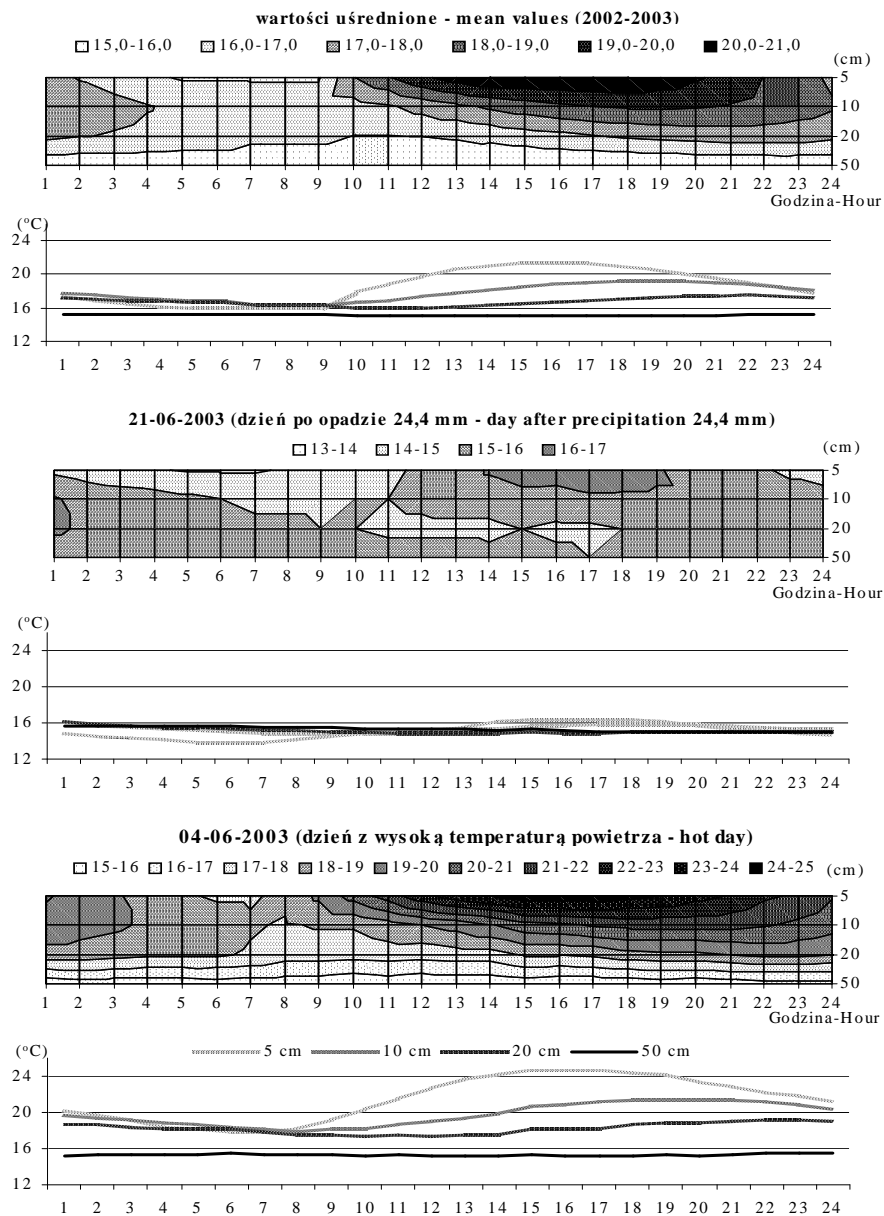 wartości uśrednione - mean values (2002-2003)
15,0-16,0 16,0-17,0 17,0-18,0 18,0-19,0 19,0-20,0 20,0-21,0
(cm)
5
10
20
50
1 2 3 4 5 6 7 8 9 10 11 12 13 14 15 16 17 18 19 20 21 22 23 24
Godzina-Hour
(°C)
24
20
16
12
1 2 3 4 5 6 7 8 9 10 11 12 13 14 15 16 17 18 19 20 21 22 23 24
21-06-2003 (dzień po opadzie 24,4 mm - day after precipitation 24,4 mm)
13-14 14-15 15-16 16-17
(cm)
5
10
20
50
1 2 3 4 5 6 7 8 9 10 11 12 13 14 15 16 17 18 19 20 21 22 23 24
Godzina-Hour
(°C)
24
20
16
12
1 2 3 4 5 6 7 8 9 10 11 12 13 14 15 16 17 18 19 20 21 22 23 24
04-06-2003 (dzień z wysoką temperaturą powietrza - hot day)
15-16 16-17 17-18 18-19 19-20 20-21 21-22 22-23 23-24 24-25 (cm)
5
10
20
50
1 2 3 4 5 6 7 8 9 10 11 12 13 14 15 16 17 18 19 20 21 22 23 24
Godzina-Hour
(°C)
5 cm 10 cm 20 cm 50 cm
24
20
16
12
1 2 3 4 5 6 7 8 9 10 11 12 13 14 15 16 17 18 19 20 21 22 23 24